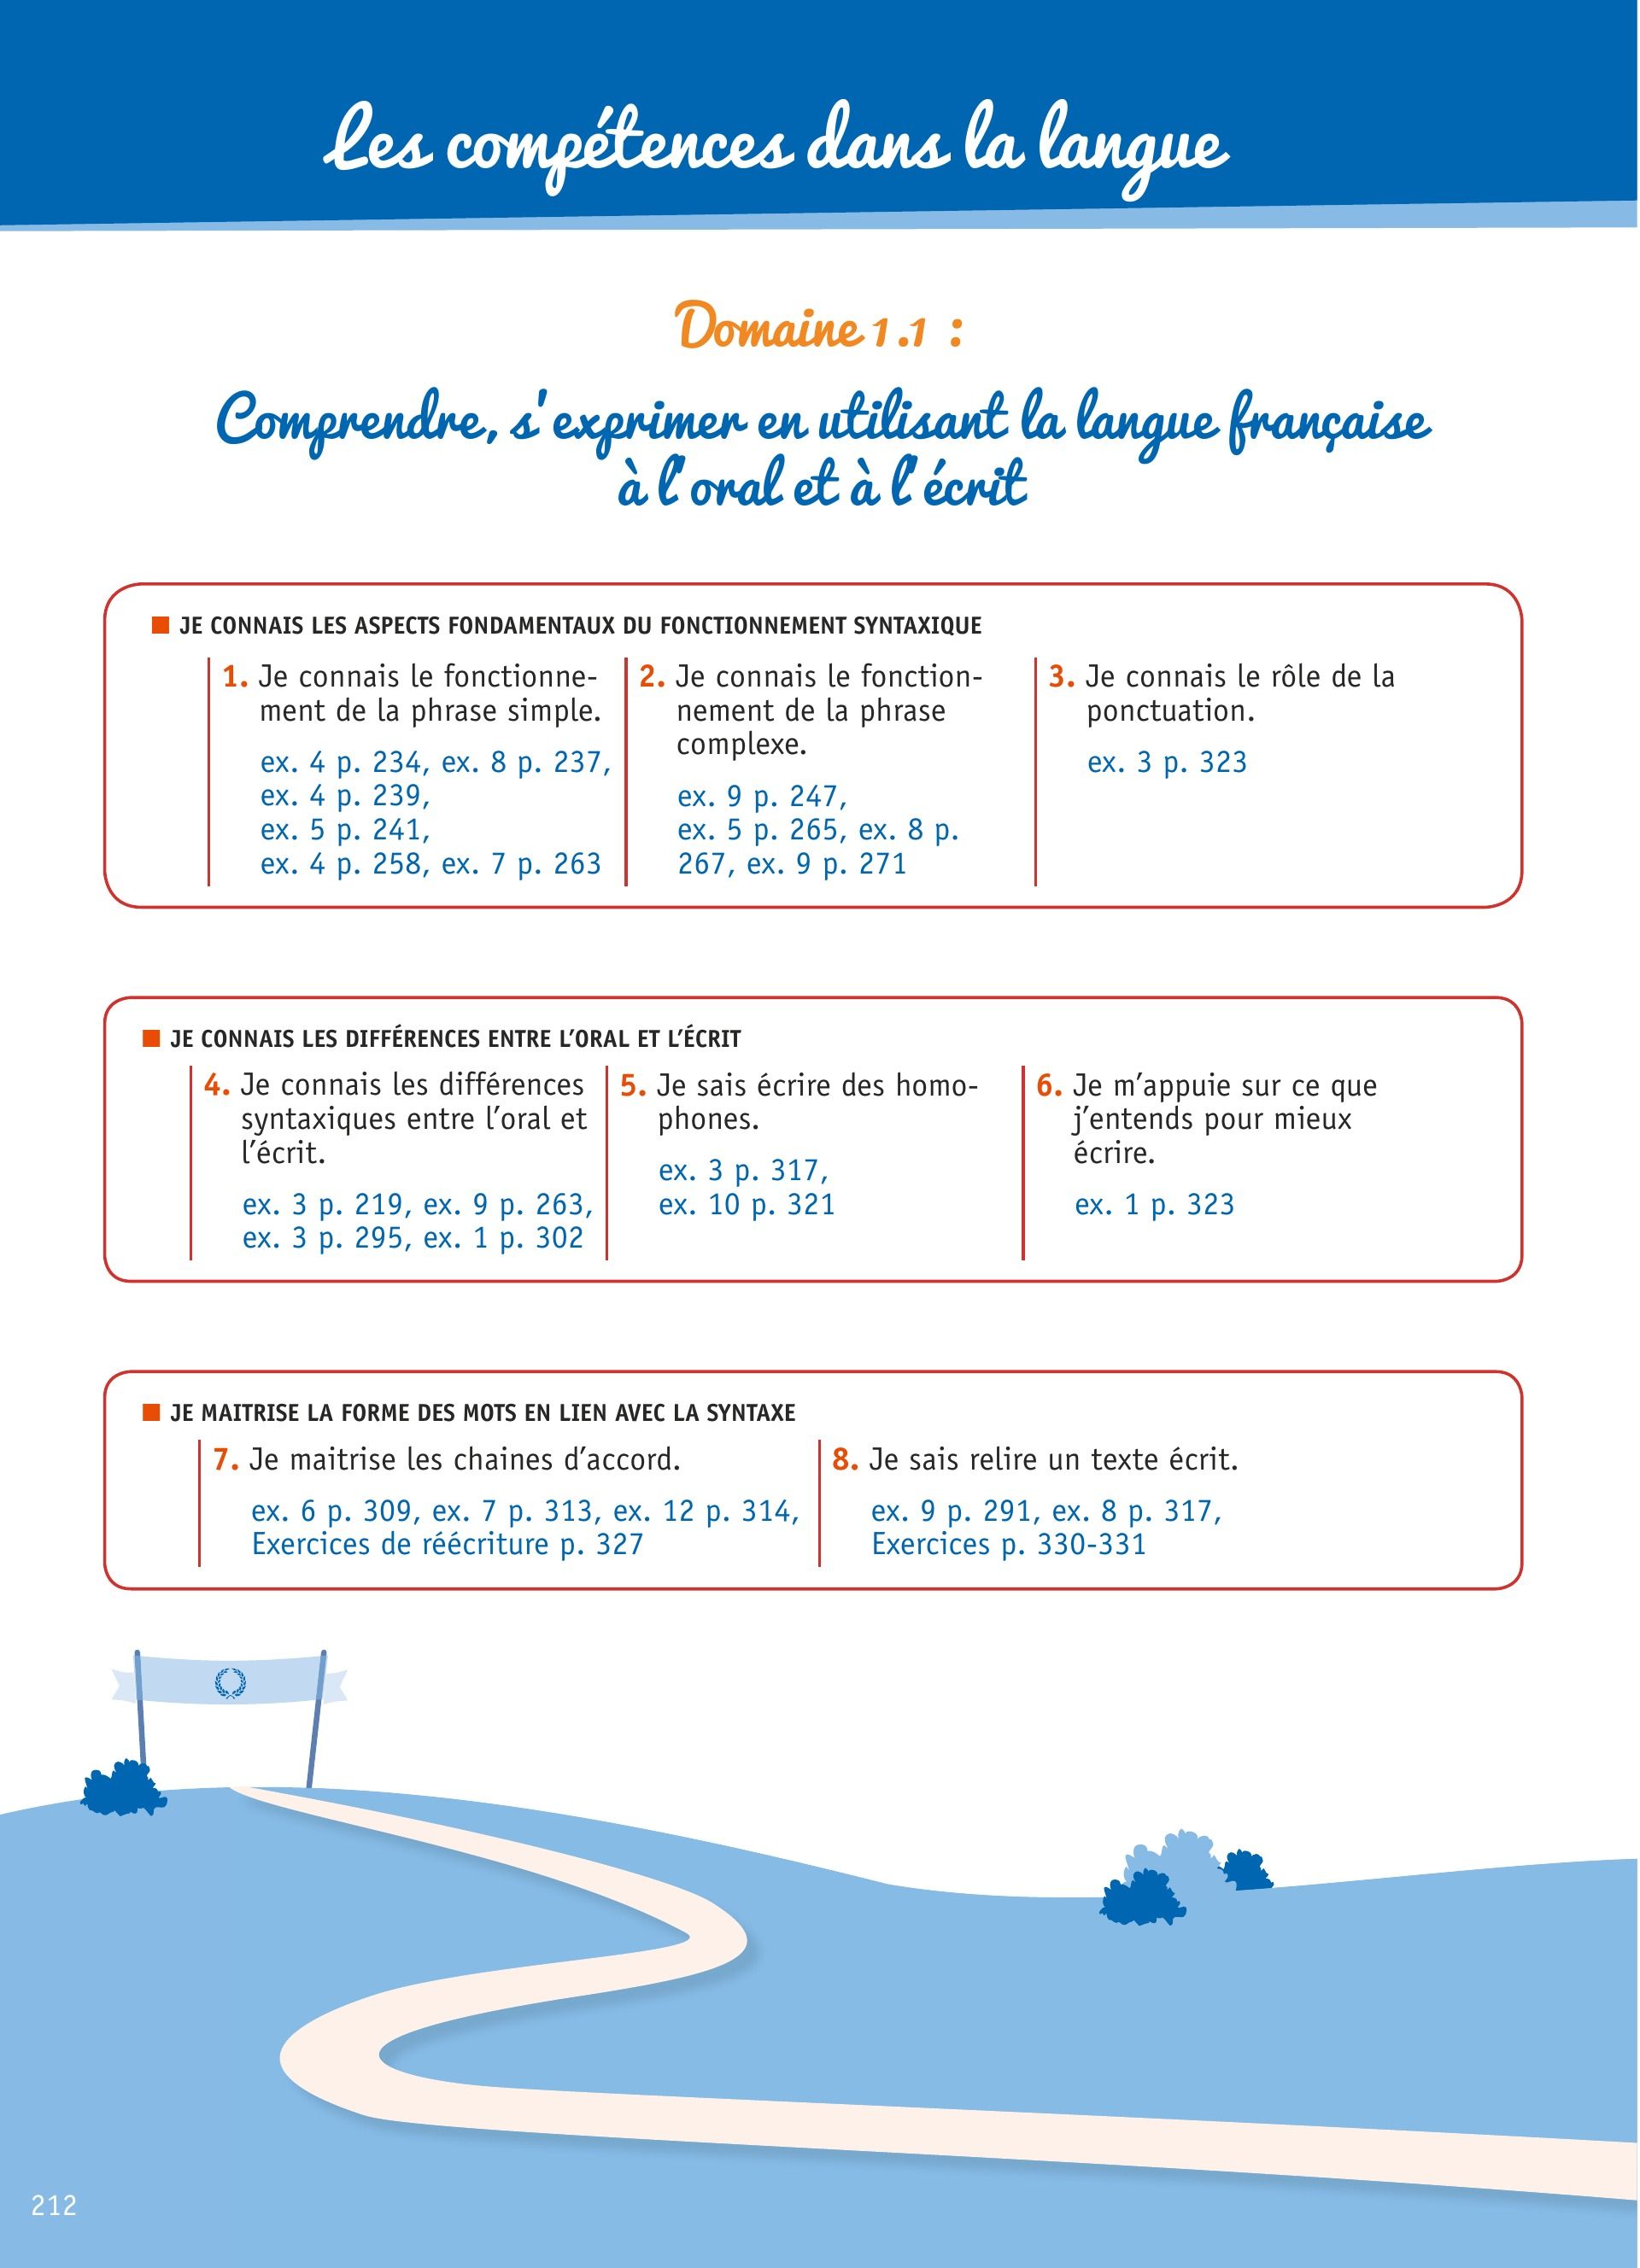 Les compétences dans la langue
Domaine 1.1 :
Comprendre, s'exprimer en utilisant la langue française
à l'oral et à l'écrit
■ JE CONNAIS LES ASPECTS FONDAMENTAUX DU FONCTIONNEMENT SYNTAXIQUE
1. Je connais le fonctionne-
ment de la phrase simple.
ex. 4 p. 234, ex. 8 p. 237,
ex. 4 p. 239,
ex. 5 p. 241,
ex. 4 p. 258, ex. 7 p. 263
2. Je connais le fonction-
nement de la phrase
complexe.
ex. 9 p. 247,
ex. 5 p. 265, ex. 8 p.
267, ex. 9 p. 271
3. Je connais le rôle de la
ponctuation.
ex. 3 p. 323
■ JE CONNAIS LES DIFFÉRENCES ENTRE L’ORAL ET L’ÉCRIT
4. Je connais les différences
syntaxiques entre l’oral et
l’écrit.
ex. 3 p. 219, ex. 9 p. 263,
ex. 3 p. 295, ex. 1 p. 302
5. Je sais écrire des homo-
phones.
ex. 3 p. 317,
ex. 10 p. 321
6. Je m’appuie sur ce que
j’entends pour mieux
écrire.
ex. 1 p. 323
■ JE MAITRISE LA FORME DES MOTS EN LIEN AVEC LA SYNTAXE
7. Je maitrise les chaines d’accord.
ex. 6 p. 309, ex. 7 p. 313, ex. 12 p. 314,
Exercices de réécriture p. 327
8. Je sais relire un texte écrit.
ex. 9 p. 291, ex. 8 p. 317,
Exercices p. 330-331
212